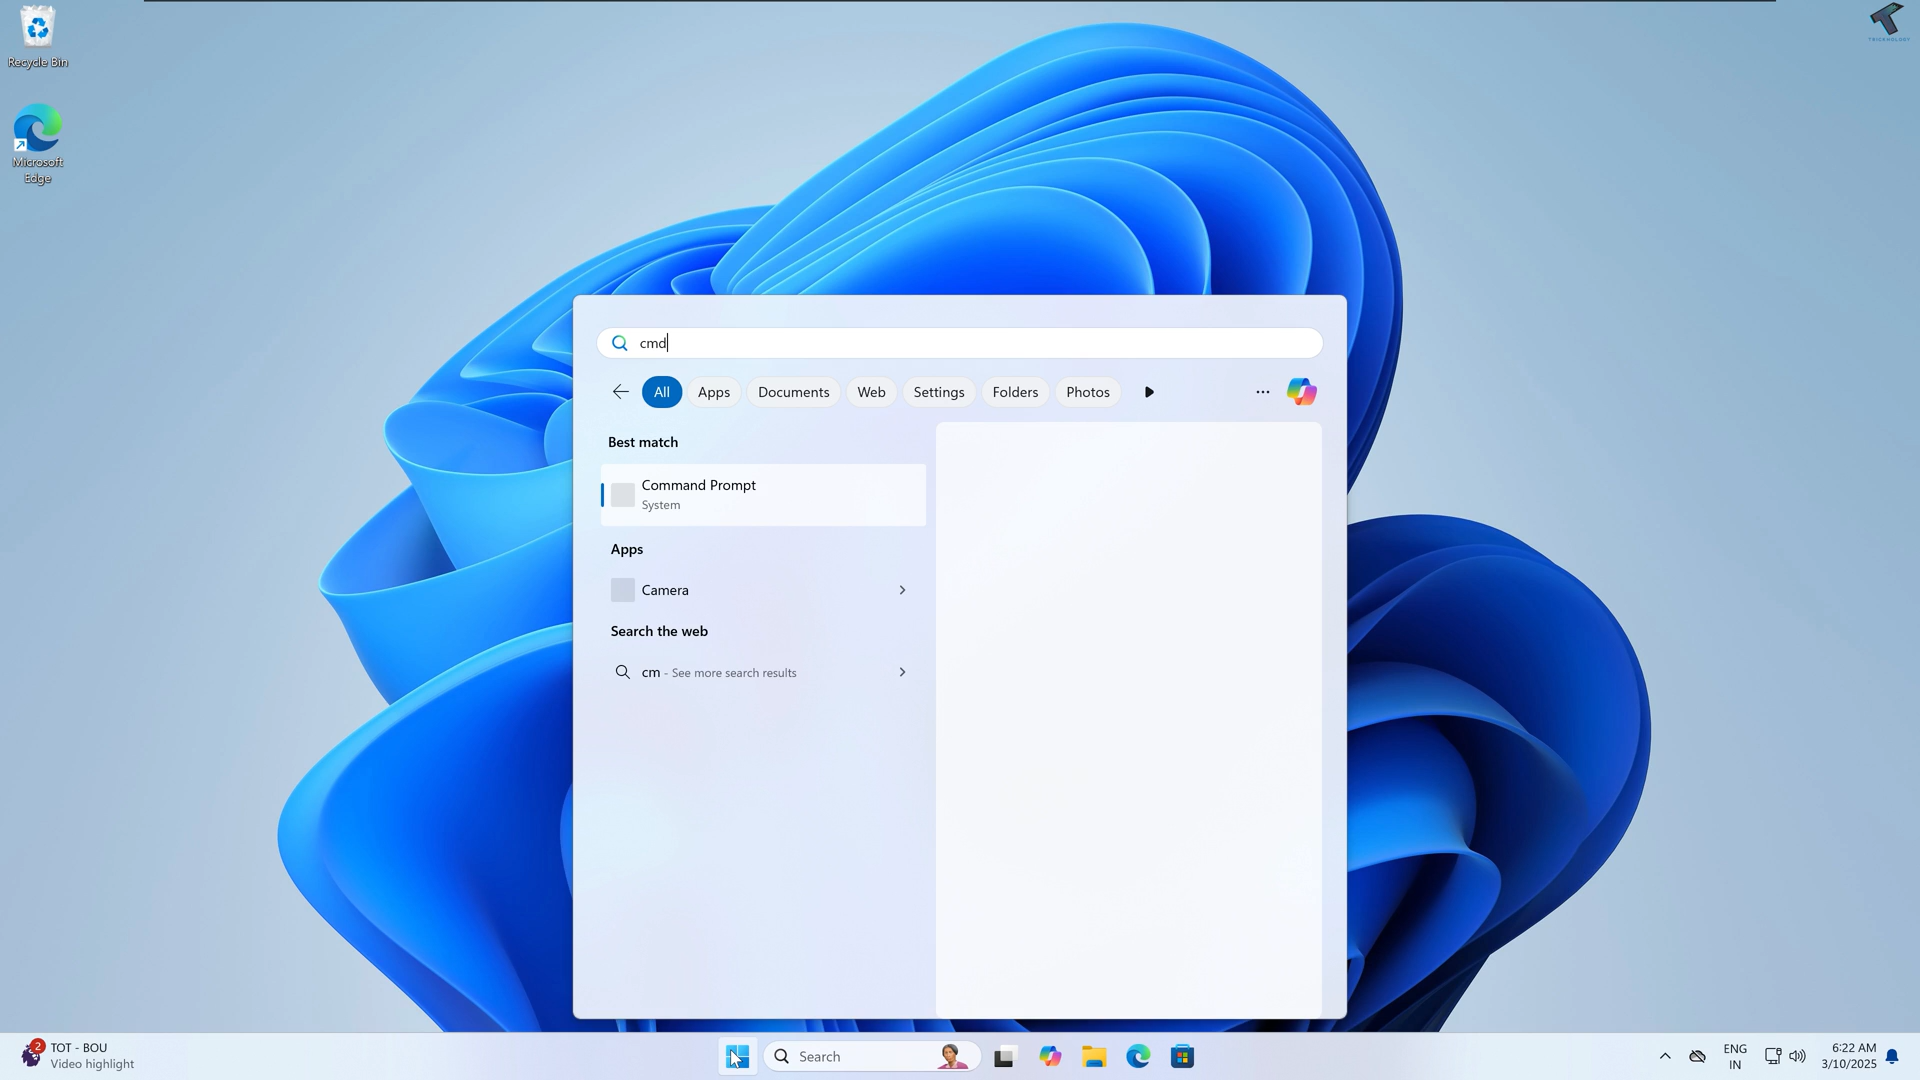 Recycle Bin
TRICKNOLOGY
Microsoft
Edge
cmd
All
Apps
Documents
Web
Settings
Folders
Photos
Best match
Command Prompt
System
Apps
Camera
Search the web
cm - See more search results
2
TOT - BOU
Video highlight
Search
ENG
IN
6:22 AM
3/10/2025